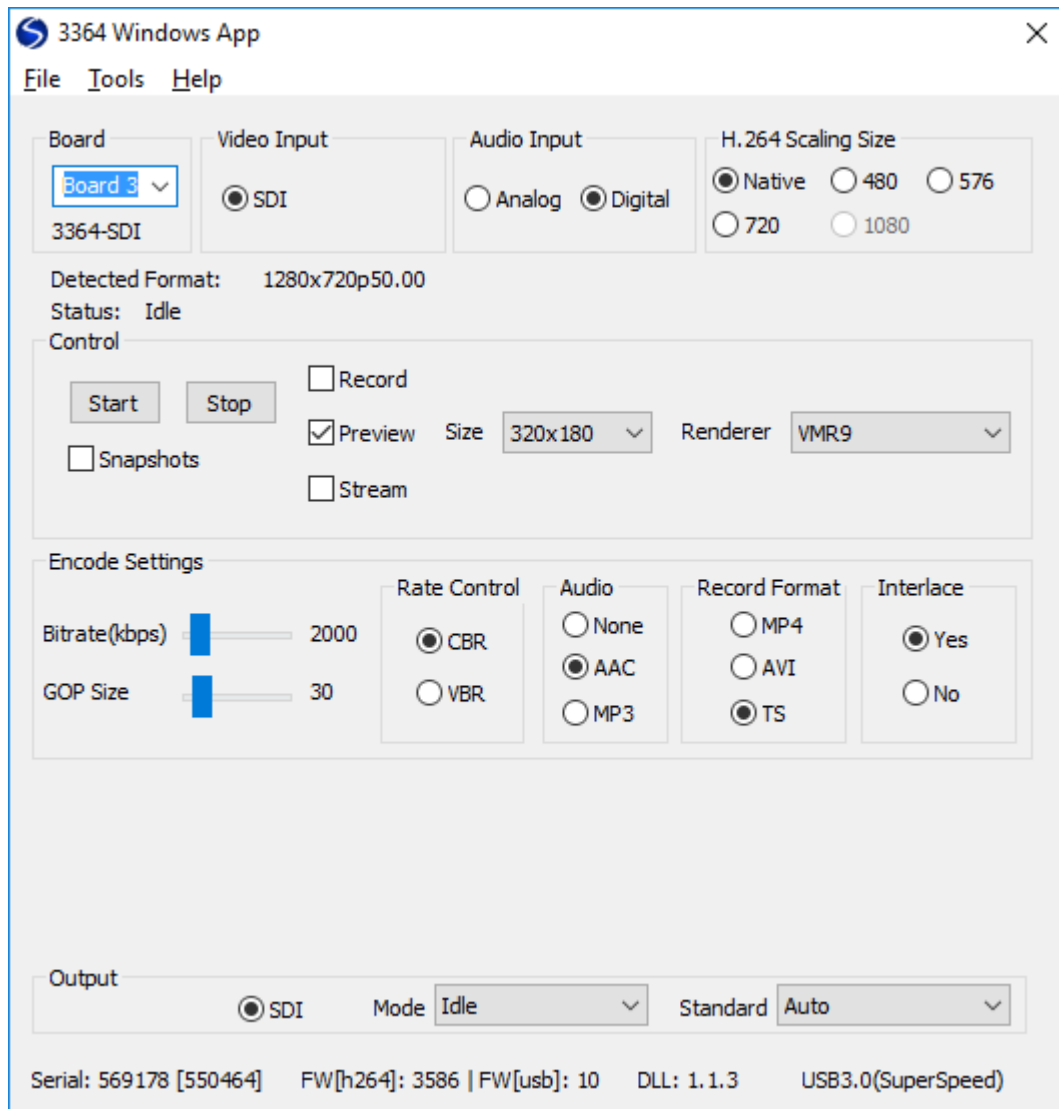 3364 Windows App
File Tools Help
Board Video Input Audio Input H.264 Scaling Size
Board 3 SDI Analog Digital Native 480 576
3364-SDI 720 1080
Detected Format: 1280x720p50.00
Status: Idle
Control
Record
Start Stop
Preview Size 320x180 Renderer VMR9
Snapshots
Stream
Encode Settings
Rate Control Audio Record Format Interlace
Bitrate(kbps) 2000 CBR None MP4 Yes
AAC AVI
GOP Size 30 VBR MP3 TS No
Output
SDI Mode Idle Standard Auto
Serial: 569178 [550464] FW[h264]: 3586 | FW[usb]: 10 DLL: 1.1.3 USB3.0(SuperSpeed)